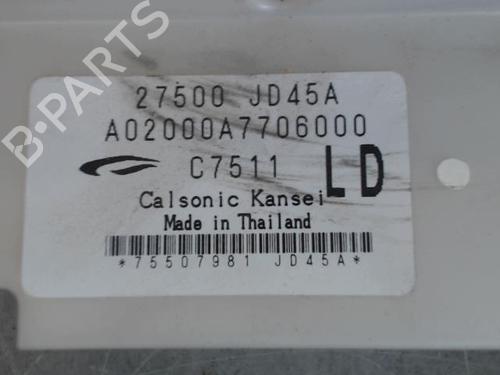 27500 JD45A
A02000A7706000
C7511 LD
Calsonic Kansei
Made in Thailand
*75507981 JD45A*
B-PARTS